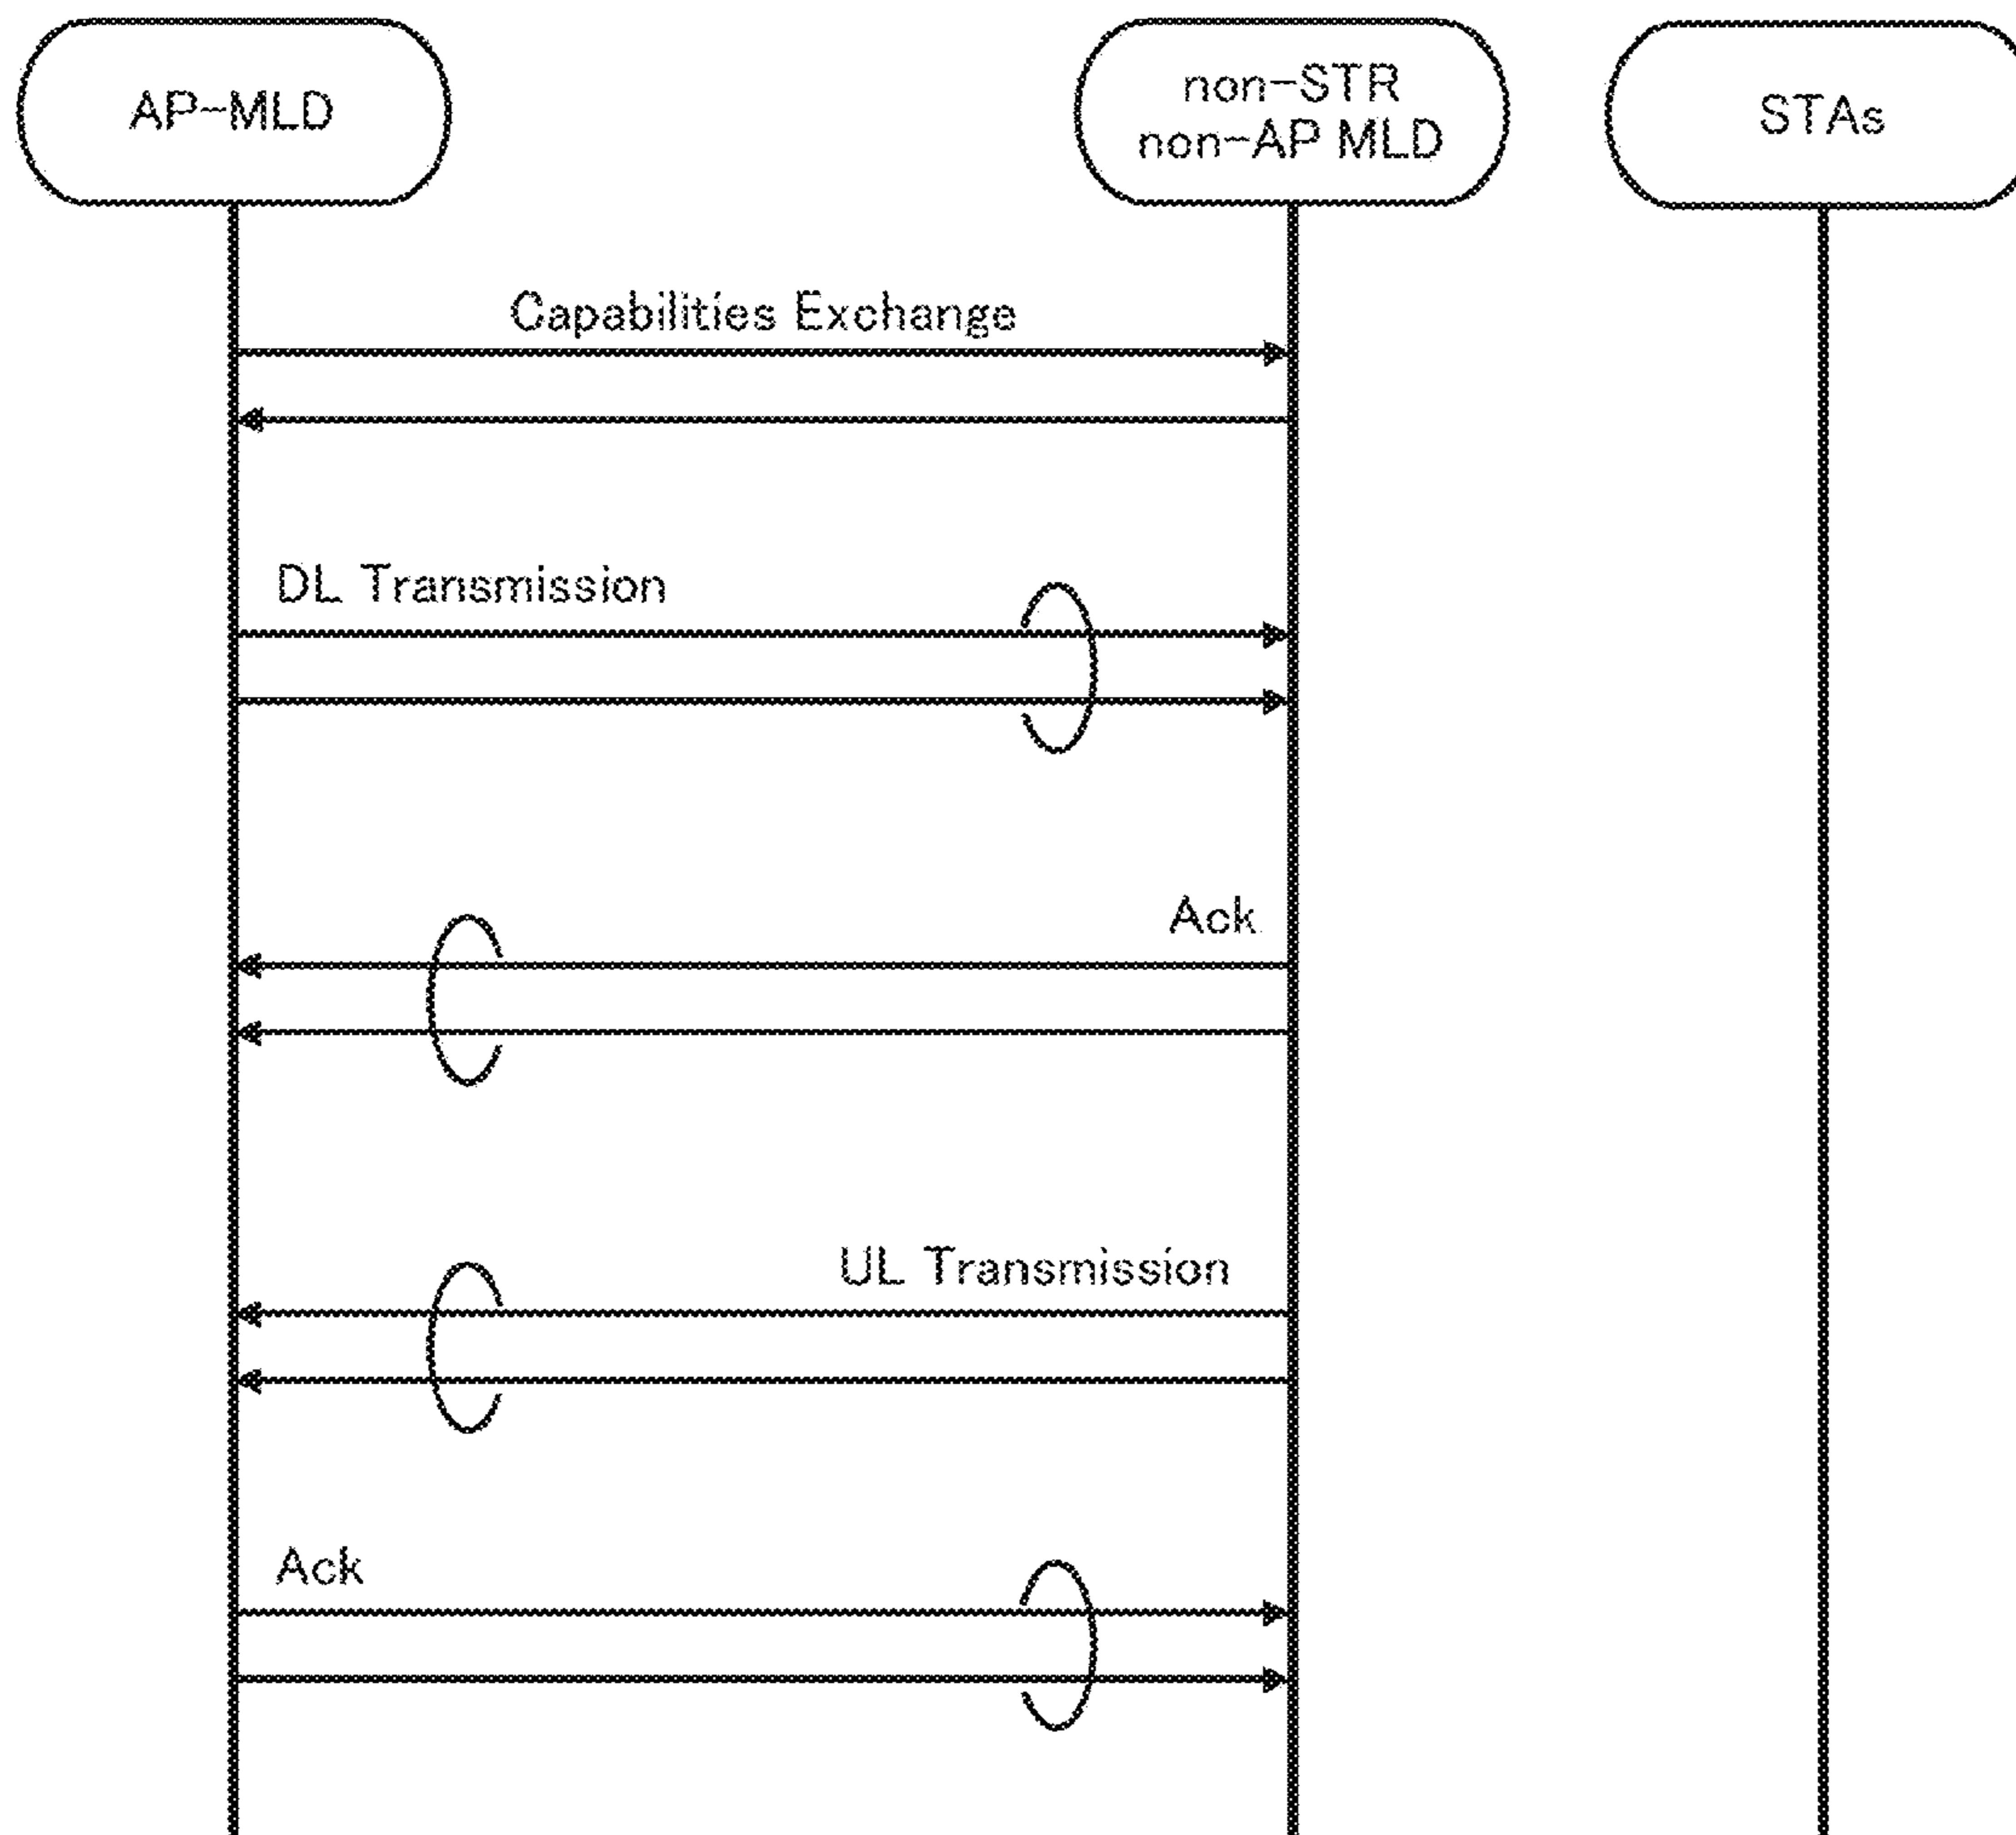 AP-MLD
non-STR
non-AP MLD
STAs
Capabilities Exchange
DL Transmission
Ack
UL Transmission
Ack